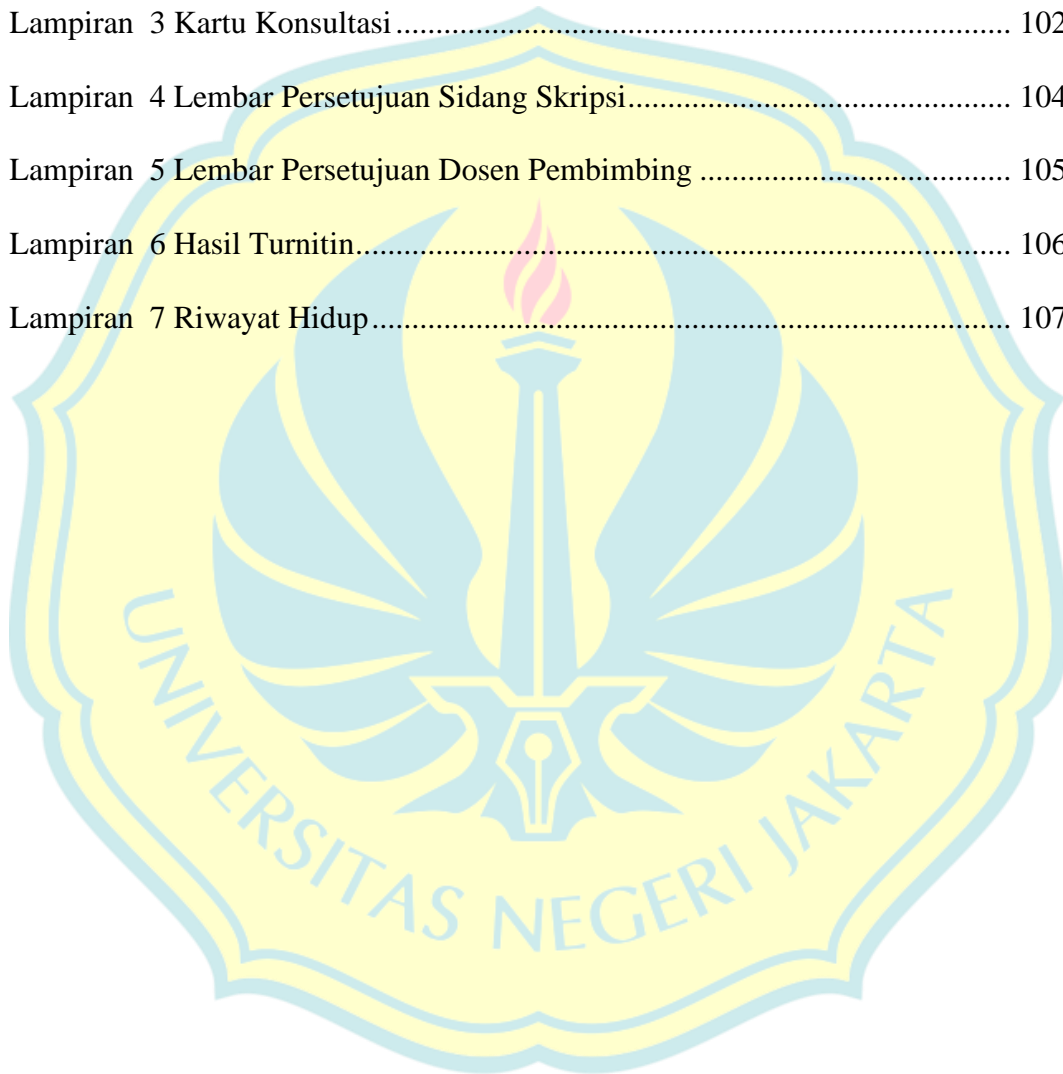 Lampiran  3 Kartu Konsultasi........................................................................... 102
Lampiran  4 Lembar Persetujuan Sidang Skripsi............................................... 104
Lampiran  5 Lembar Persetujuan Dosen Pembimbing ...................................... 105
Lampiran  6 Hasil Turnitin................................................................................ 106
Lampiran  7 Riwayat Hidup.............................................................................. 107
UNIVERSITAS NEGERI JAKARTA